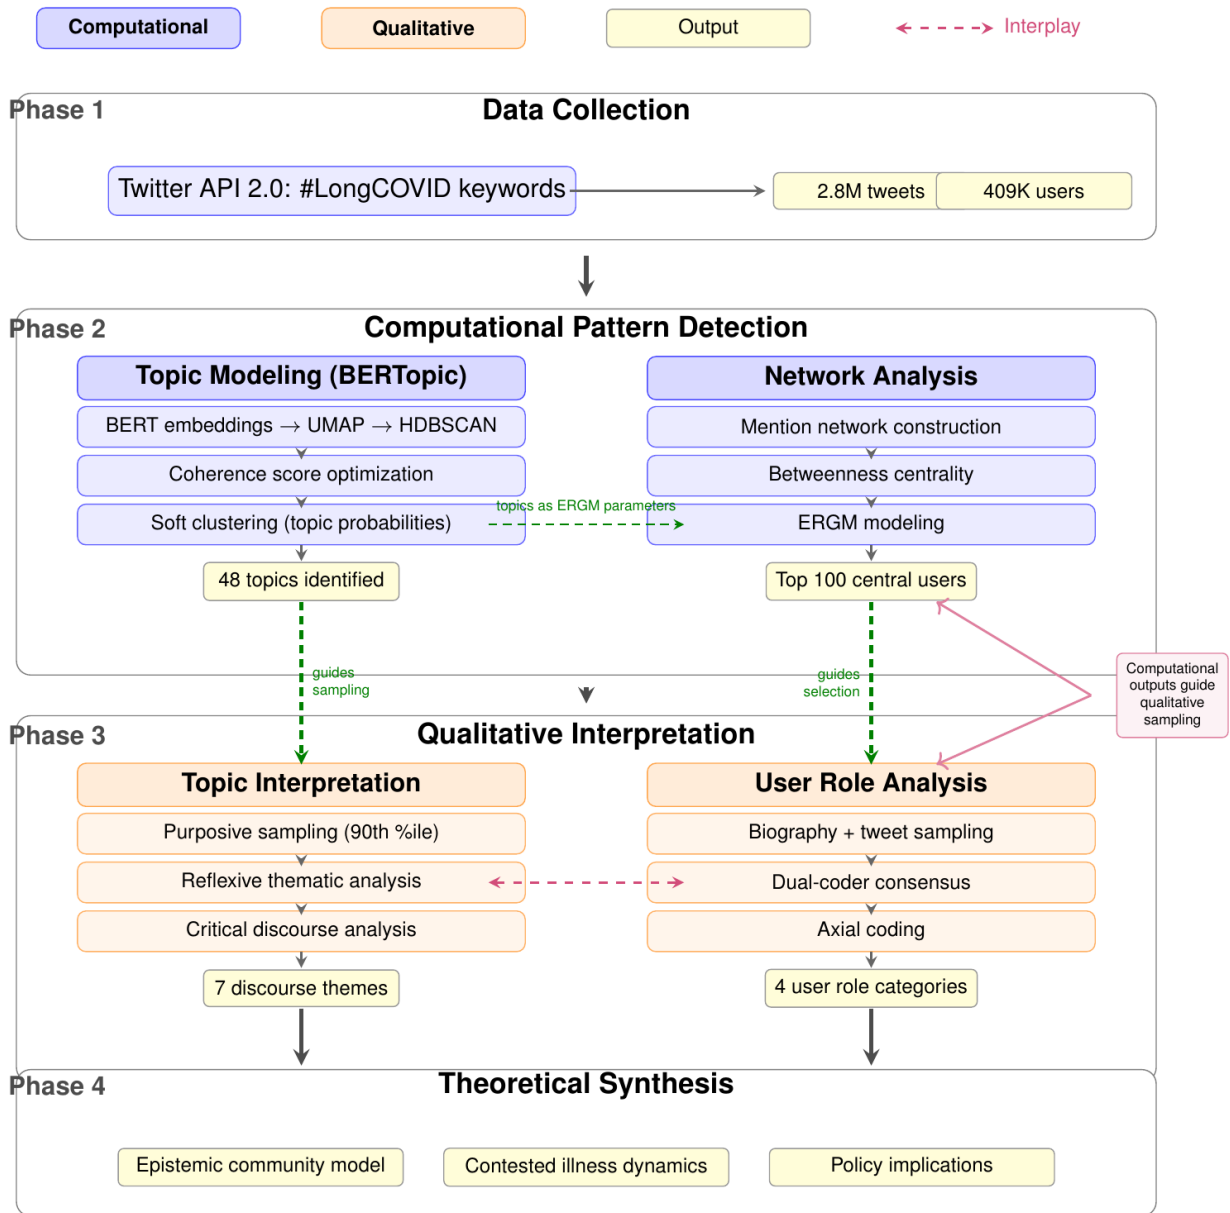 Computational
Qualitative
Output
Interplay
Phase 1
Data Collection
Twitter API 2.0: #LongCOVID keywords
2.8M tweets
409K users
Phase 2
Computational Pattern Detection
Topic Modeling (BERTopic)
Network Analysis
BERT embeddings → UMAP → HDBSCAN
Mention network construction
Coherence score optimization
Betweenness centrality
topics as ERGM parameters
Soft clustering (topic probabilities)
ERGM modeling
48 topics identified
Top 100 central users
guides
sampling
guides
selection
Computational
outputs guide
qualitative
sampling
Phase 3
Qualitative Interpretation
Topic Interpretation
User Role Analysis
Purposive sampling (90th %ile)
Biography + tweet sampling
Reflexive thematic analysis
Dual-coder consensus
Critical discourse analysis
Axial coding
7 discourse themes
4 user role categories
Phase 4
Theoretical Synthesis
Epistemic community model
Contested illness dynamics
Policy implications